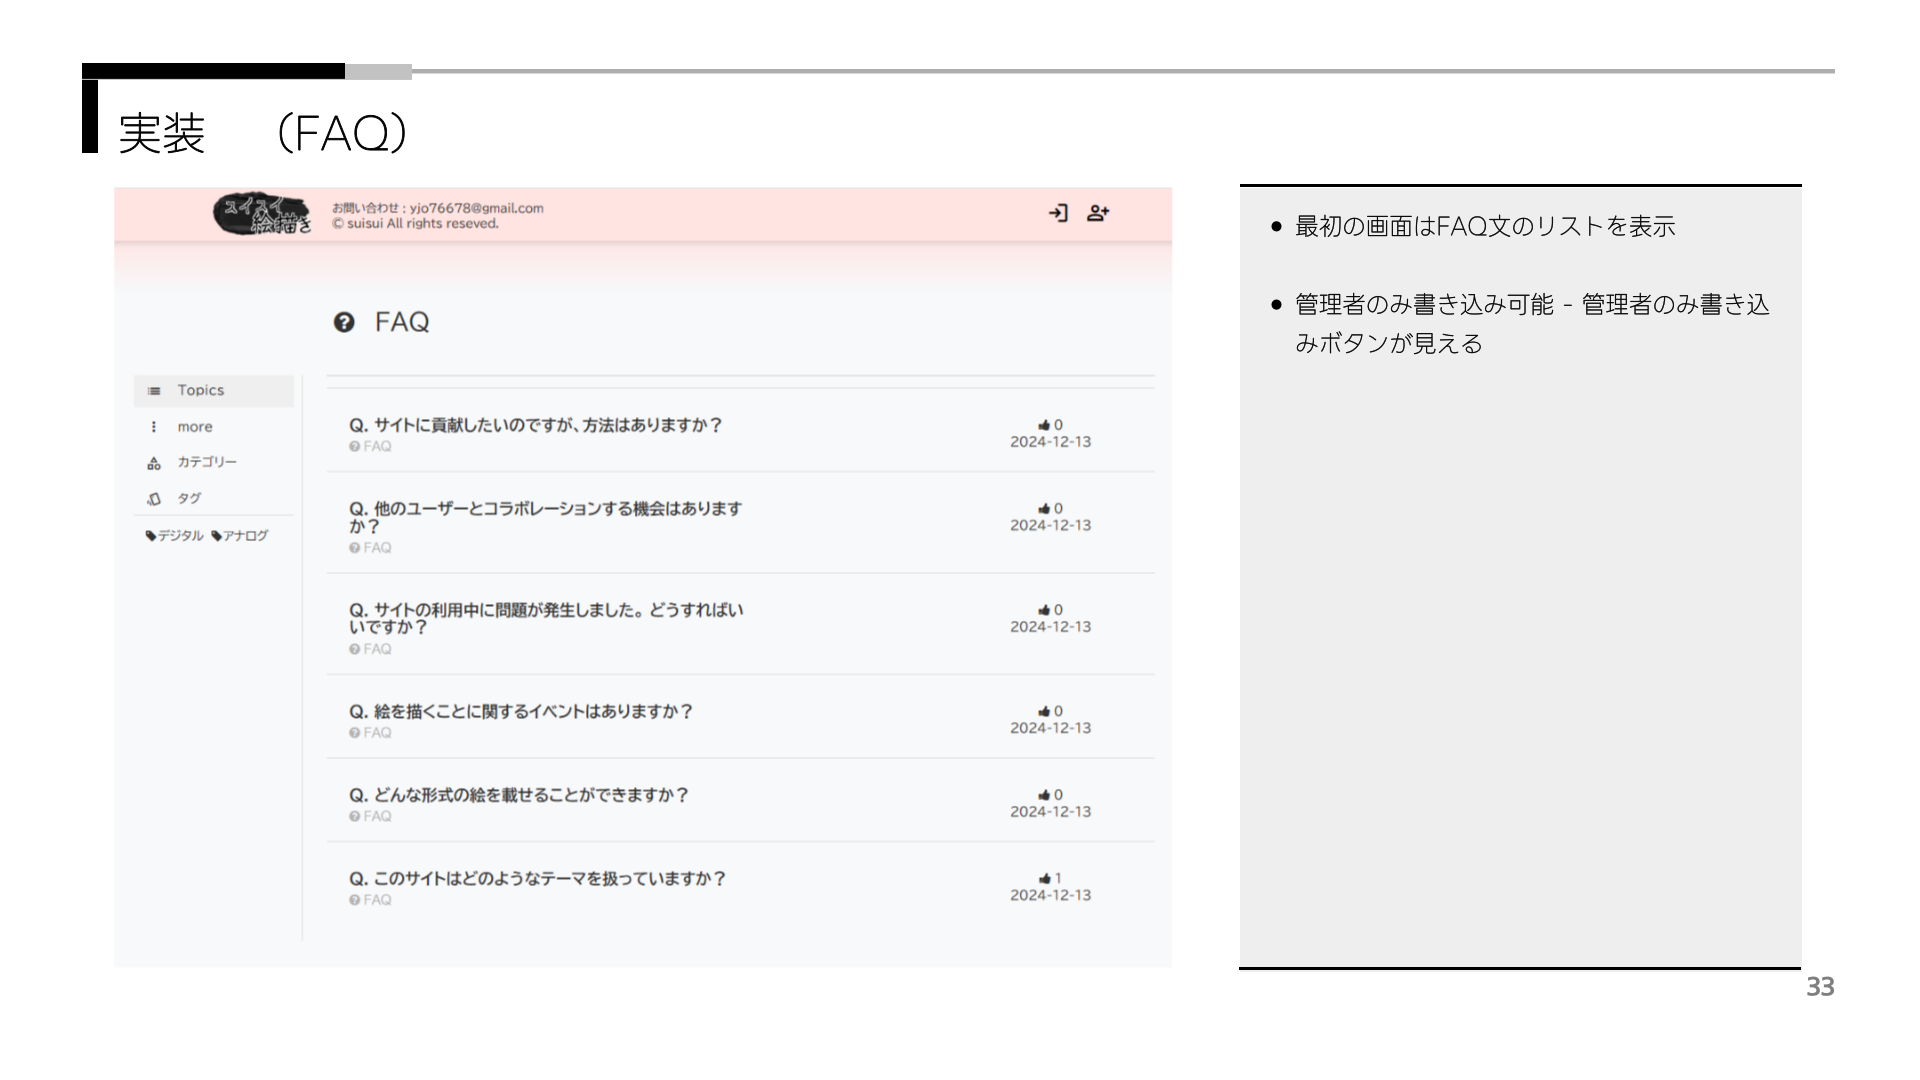 実装　（FAQ）
スイスイ
絵描き
お問い合わせ : yjo76678@gmail.com
© suisui All rights reseved.
FAQ
Topics
more
カテゴリー
タグ
デジタル アナログ
Q. サイトに貢献したいのですが、方法はありますか？
FAQ
0
2024-12-13
Q. 他のユーザーとコラボレーションする機会はあります
か？
FAQ
0
2024-12-13
Q. サイトの利用中に問題が発生しました。どうすればい
いですか？
FAQ
0
2024-12-13
Q. 絵を描くことに関するイベントはありますか？
FAQ
0
2024-12-13
Q. どんな形式の絵を載せることができますか？
FAQ
0
2024-12-13
Q. このサイトはどのようなテーマを扱っていますか？
FAQ
1
2024-12-13
● 最初の画面はFAQ文のリストを表示
● 管理者のみ書き込み可能 - 管理者のみ書き込
みボタンが見える
33